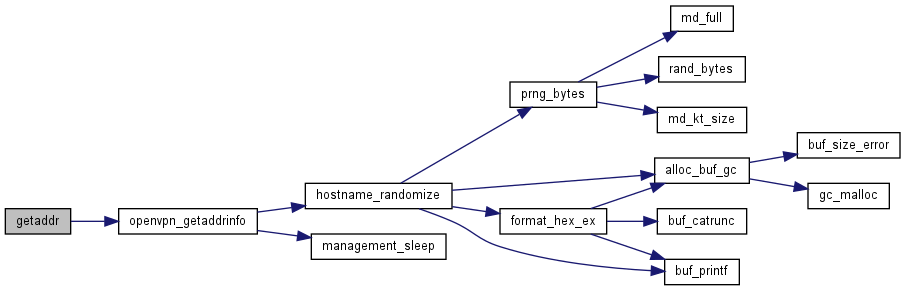 md_full
rand_bytes
prng_bytes
md_kt_size
buf_size_error
alloc_buf_gc
hostname_randomize
gc_malloc
getaddr
openvpn_getaddrinfo
format_hex_ex
buf_catrunc
management_sleep
buf_printf